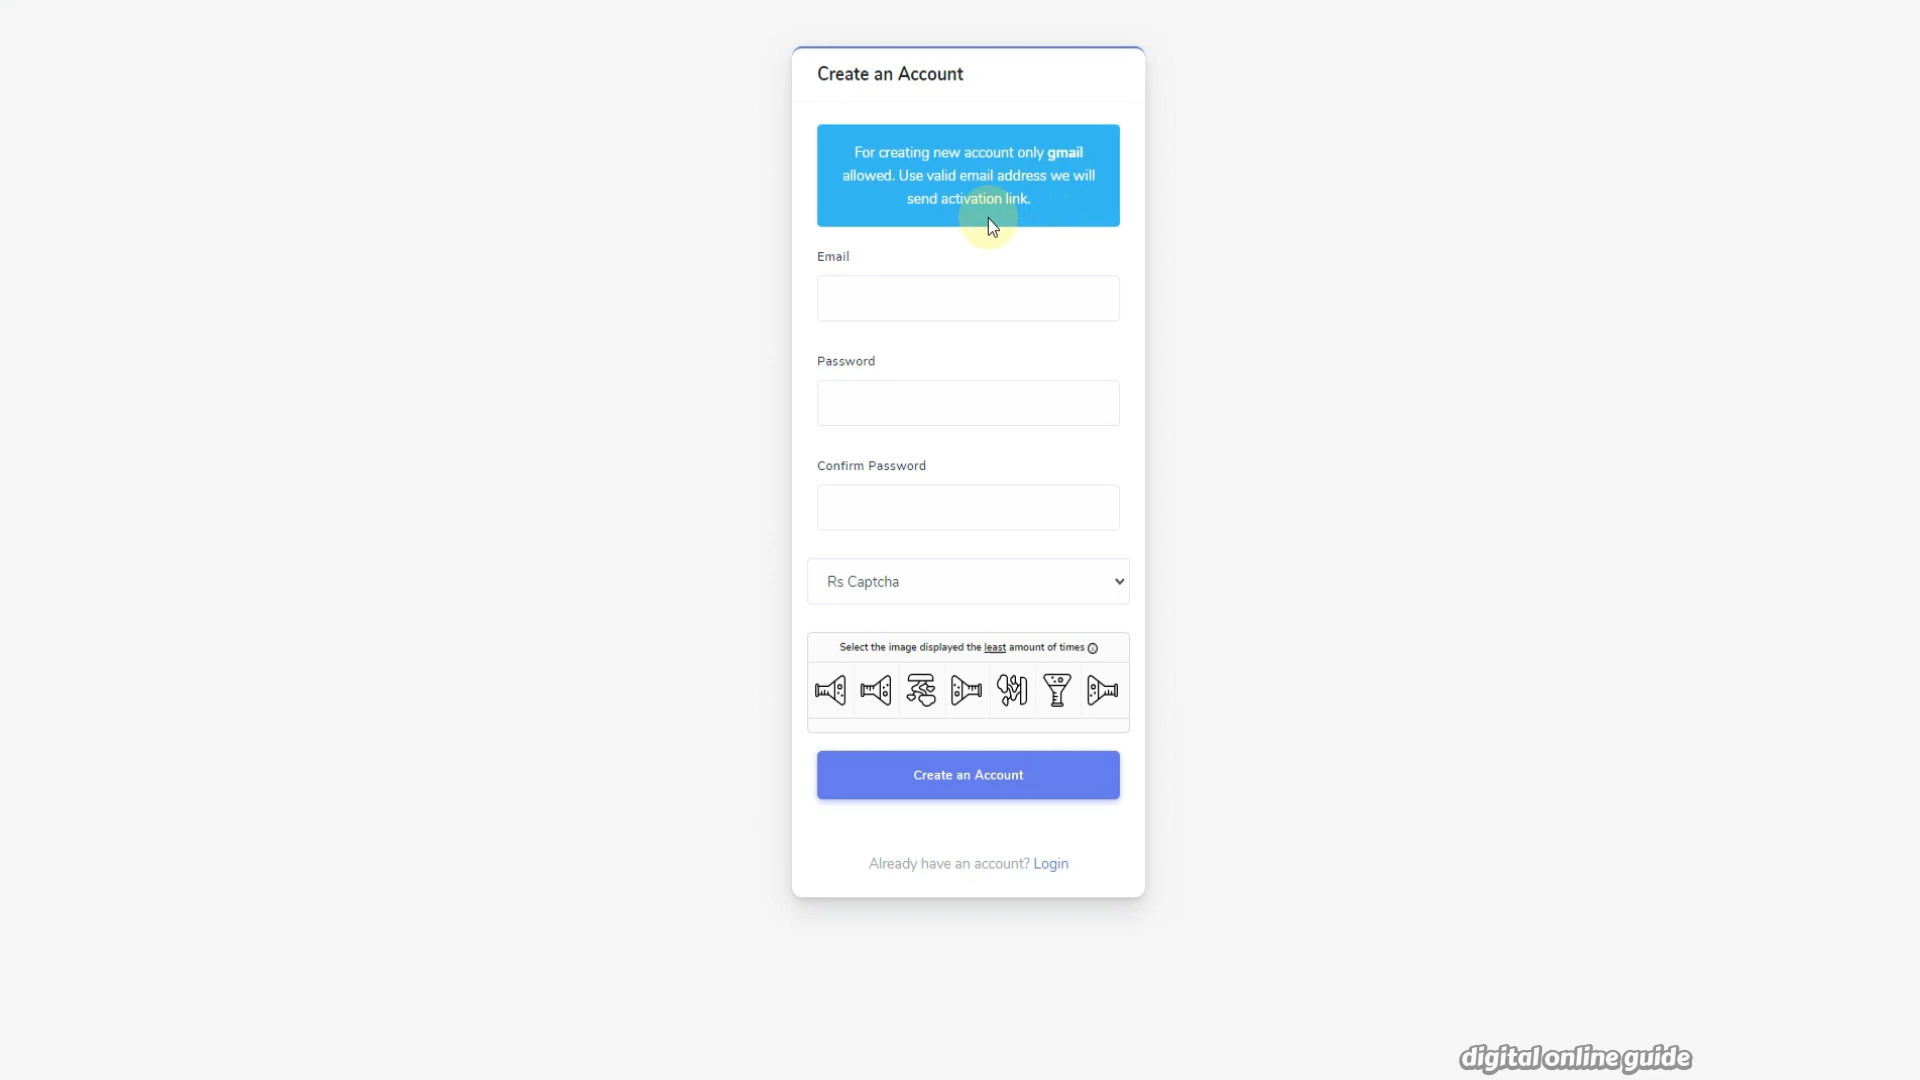 Create an Account
For creating new account only gmail
allowed. Use valid email address we will
send activation link.
Email
Password
Confirm Password
Rs Captcha
Select the image displayed the least amount of times
Create an Account
Already have an account? Login
digital online guide